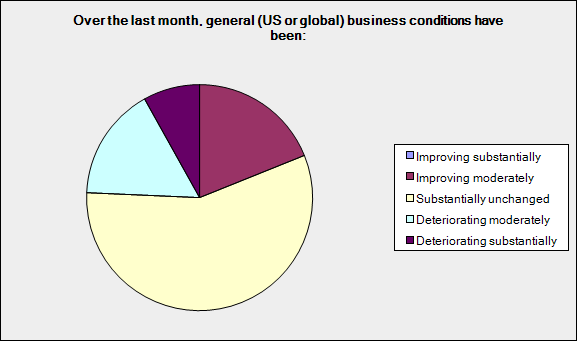 Over the last month, general (US or global) business conditions have
been:
Improving substantially
Improving moderately
Substantially unchanged
Deteriorating moderately
Deteriorating substantially